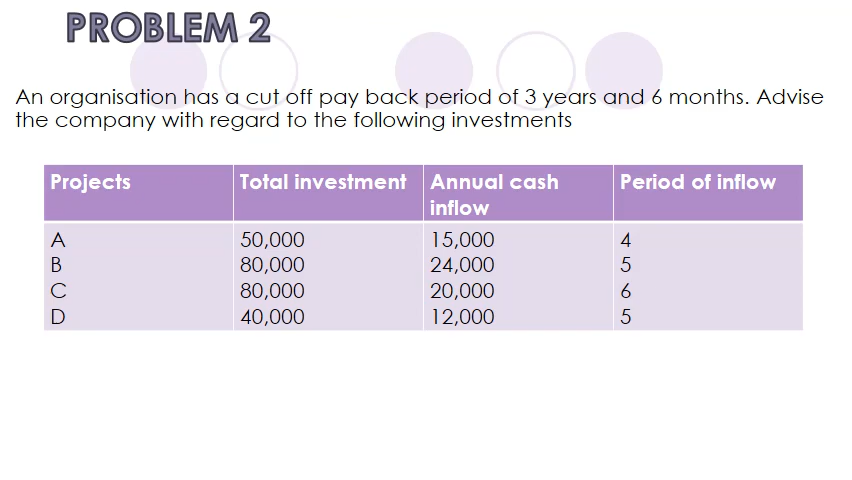 PROBLEM 2
An organisation has a cut off pay back period of 3 years and 6 months. Advise
the company with regard to the following investments
Projects Total investment Annual cash inflow Period of inflow
A 50,000 15,000 4
B 80,000 24,000 5
C 80,000 20,000 6
D 40,000 12,000 5